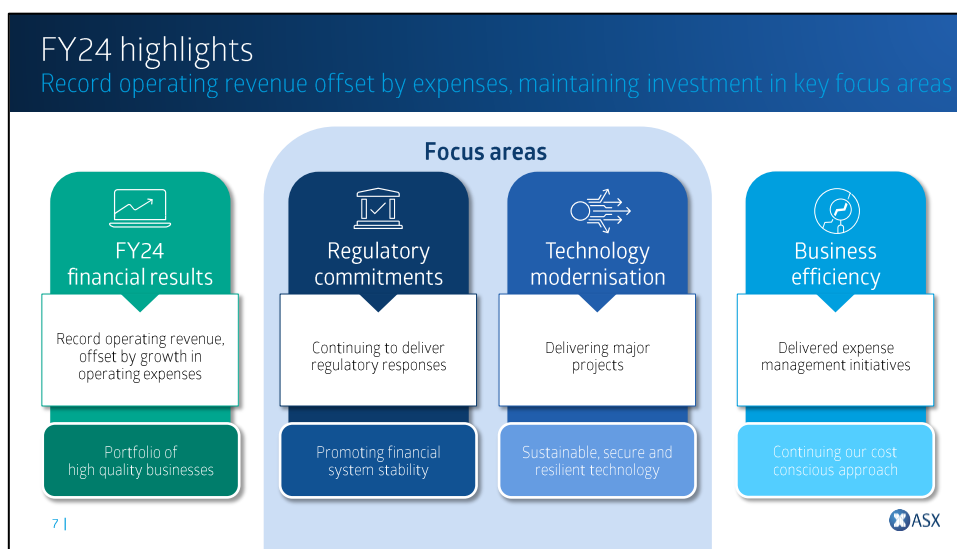 FY24 highlights
Record operating revenue offset by expenses, maintaining investment in key focus areas
Focus areas
FY24
financial results
Record operating revenue,
offset by growth in
operating expenses
Portfolio of
high quality businesses
Regulatory
commitments
Continuing to deliver
regulatory responses
Promoting financial
system stability
Technology
modernisation
Delivering major
projects
Sustainable, secure and
resilient technology
Business
efficiency
Delivered expense
management initiatives
Continuing our cost
conscious approach
7 |
ASX